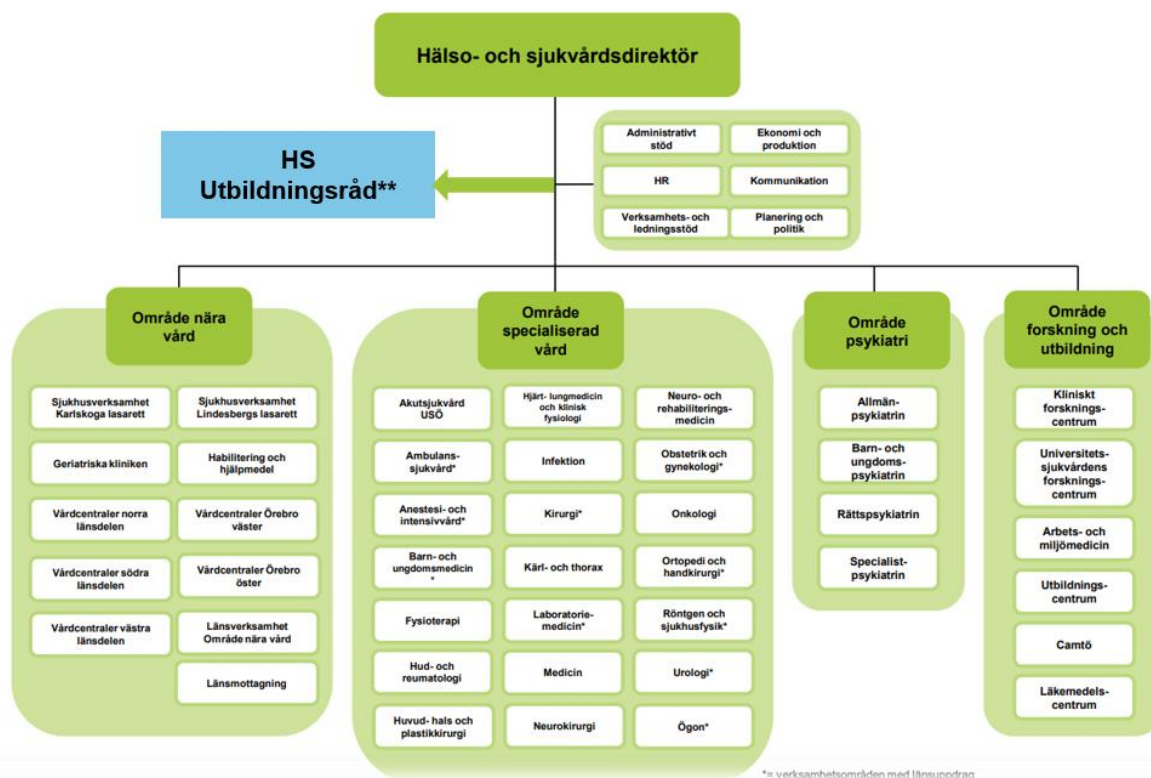 Hälso- och sjukvårdsdirektör
HS
Utbildningsråd**
Administrativt
stöd
Ekonomi och
produktion
HR
Kommunikation
Verksamhets- och
ledningsstöd
Planering och
politik
Område nära
vård
Sjukhusverksamhet
Karlskoga lasarett
Sjukhusverksamhet
Lindesbergs lasarett
Geriatriska kliniken
Habilitering och
hjälpmedel
Vårdcentraler norra
länsdelen
Vårdcentraler Örebro
väster
Vårdcentraler södra
länsdelen
Vårdcentraler Örebro
öster
Vårdcentraler västra
länsdelen
Länsverksamhet
Område nära vård
Länsmottagning
Område
specialiserad
vård
Akutsjukvård
USÖ
Hjärt- lungmedicin
och klinisk
fysiologi
Neuro- och
rehabiliterings-
medicin
Ambulans-
sjukvård*
Infektion
Obstetrik och
gynekologi*
Anestesi- och
intensivvård*
Kirurgi*
Onkologi
Barn- och
ungdomsmedicin
*
Kärl- och thorax
Ortopedi och
handkirurgi*
Fysioterapi
Laboratorie-
medicin*
Röntgen och
sjukhusfysik*
Hud- och
reumatologi
Medicin
Urologi*
Huvud- hals och
plastikkirurgi
Neurokirurgi
Ögon*
Område
psykiatri
Allmän-
psykiatrin
Barn- och
ungdoms-
psykiatrin
Rättspsykiatrin
Specialist-
psykiatrin
Område
forskning och
utbildning
Kliniskt
forsknings-
centrum
Universitets-
sjukvårdens
forsknings-
centrum
Arbets- och
miljömedicin
Utbildnings-
centrum
Camtö
Läkemedels-
centrum
*= verksamhetsområden med länsuppdrag